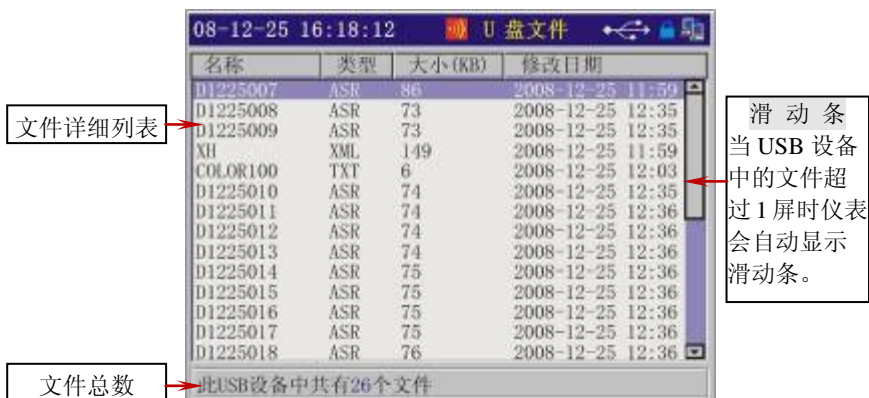 08-12-25 16:18:12 U 盘文件
名称 类型 大小(KB) 修改日期
D1225007 ASR 86 2008-12-25 11:59
D1225008 ASR 73 2008-12-25 12:35
D1225009 ASR 73 2008-12-25 12:35
XH XML 149 2008-12-25 11:59
COLOR100 TXT 6 2008-12-25 12:03
D1225010 ASR 74 2008-12-25 12:35
D1225011 ASR 74 2008-12-25 12:36
D1225012 ASR 74 2008-12-25 12:36
D1225013 ASR 74 2008-12-25 12:36
D1225014 ASR 75 2008-12-25 12:36
D1225015 ASR 75 2008-12-25 12:36
D1225016 ASR 75 2008-12-25 12:36
D1225017 ASR 75 2008-12-25 12:36
D1225018 ASR 76 2008-12-25 12:36
此USB设备中共有26个文件
文件详细列表
文件总数
滑 动 条
当 USB 设备
中的文件超
过 1 屏时仪表
会自动显示
滑动条。